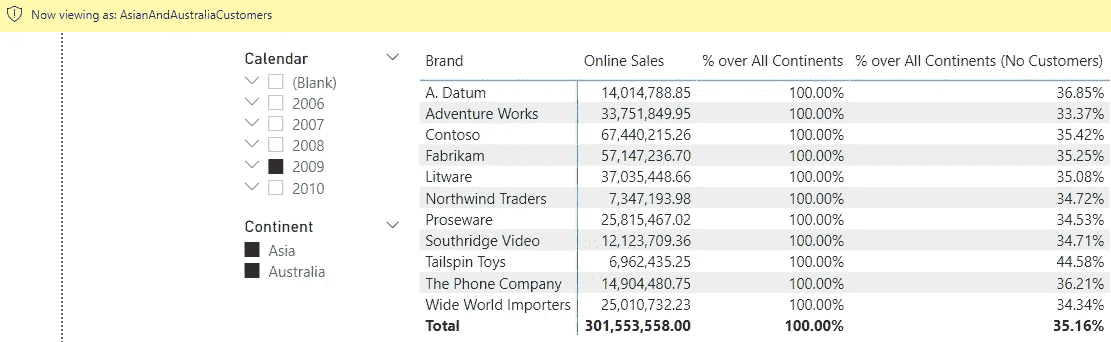 Now viewing as: AsianAndAustraliaCustomers
Calendar
(Blank)
2006
2007
2008
2009
2010
Continent
Asia
Australia
Brand Online Sales % over All Continents % over All Continents (No Customers)
A. Datum 14,014,788.85 100.00% 36.85%
Adventure Works 33,751,849.95 100.00% 33.37%
Contoso 67,440,215.26 100.00% 35.42%
Fabrikam 57,147,236.70 100.00% 35.25%
Litware 37,035,448.66 100.00% 35.08%
Northwind Traders 7,347,193.98 100.00% 34.72%
Proseware 25,815,467.02 100.00% 34.53%
Southridge Video 12,123,709.36 100.00% 34.71%
Tailspin Toys 6,962,435.25 100.00% 44.58%
The Phone Company 14,904,480.75 100.00% 36.21%
Wide World Importers 25,010,732.23 100.00% 34.34%
Total 301,553,558.00 100.00% 35.16%